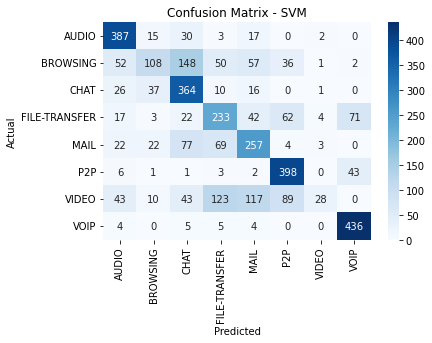 Confusion Matrix - SVM
AUDIO 387 15 30 3 17 0 2 0
BROWSING 52 108 148 50 57 36 1 2
CHAT 26 37 364 10 16 0 1 0
FILE-TRANSFER 17 3 22 233 42 62 4 71
MAIL 22 22 77 69 257 4 3 0
P2P 6 1 1 3 2 398 0 43
VIDEO 43 10 43 123 117 89 28 0
VOIP 4 0 5 5 4 0 0 436
Actual
AUDIO BROWSING CHAT FILE-TRANSFER MAIL P2P VIDEO VOIP
Predicted
400
350
300
250
200
150
100
50
0